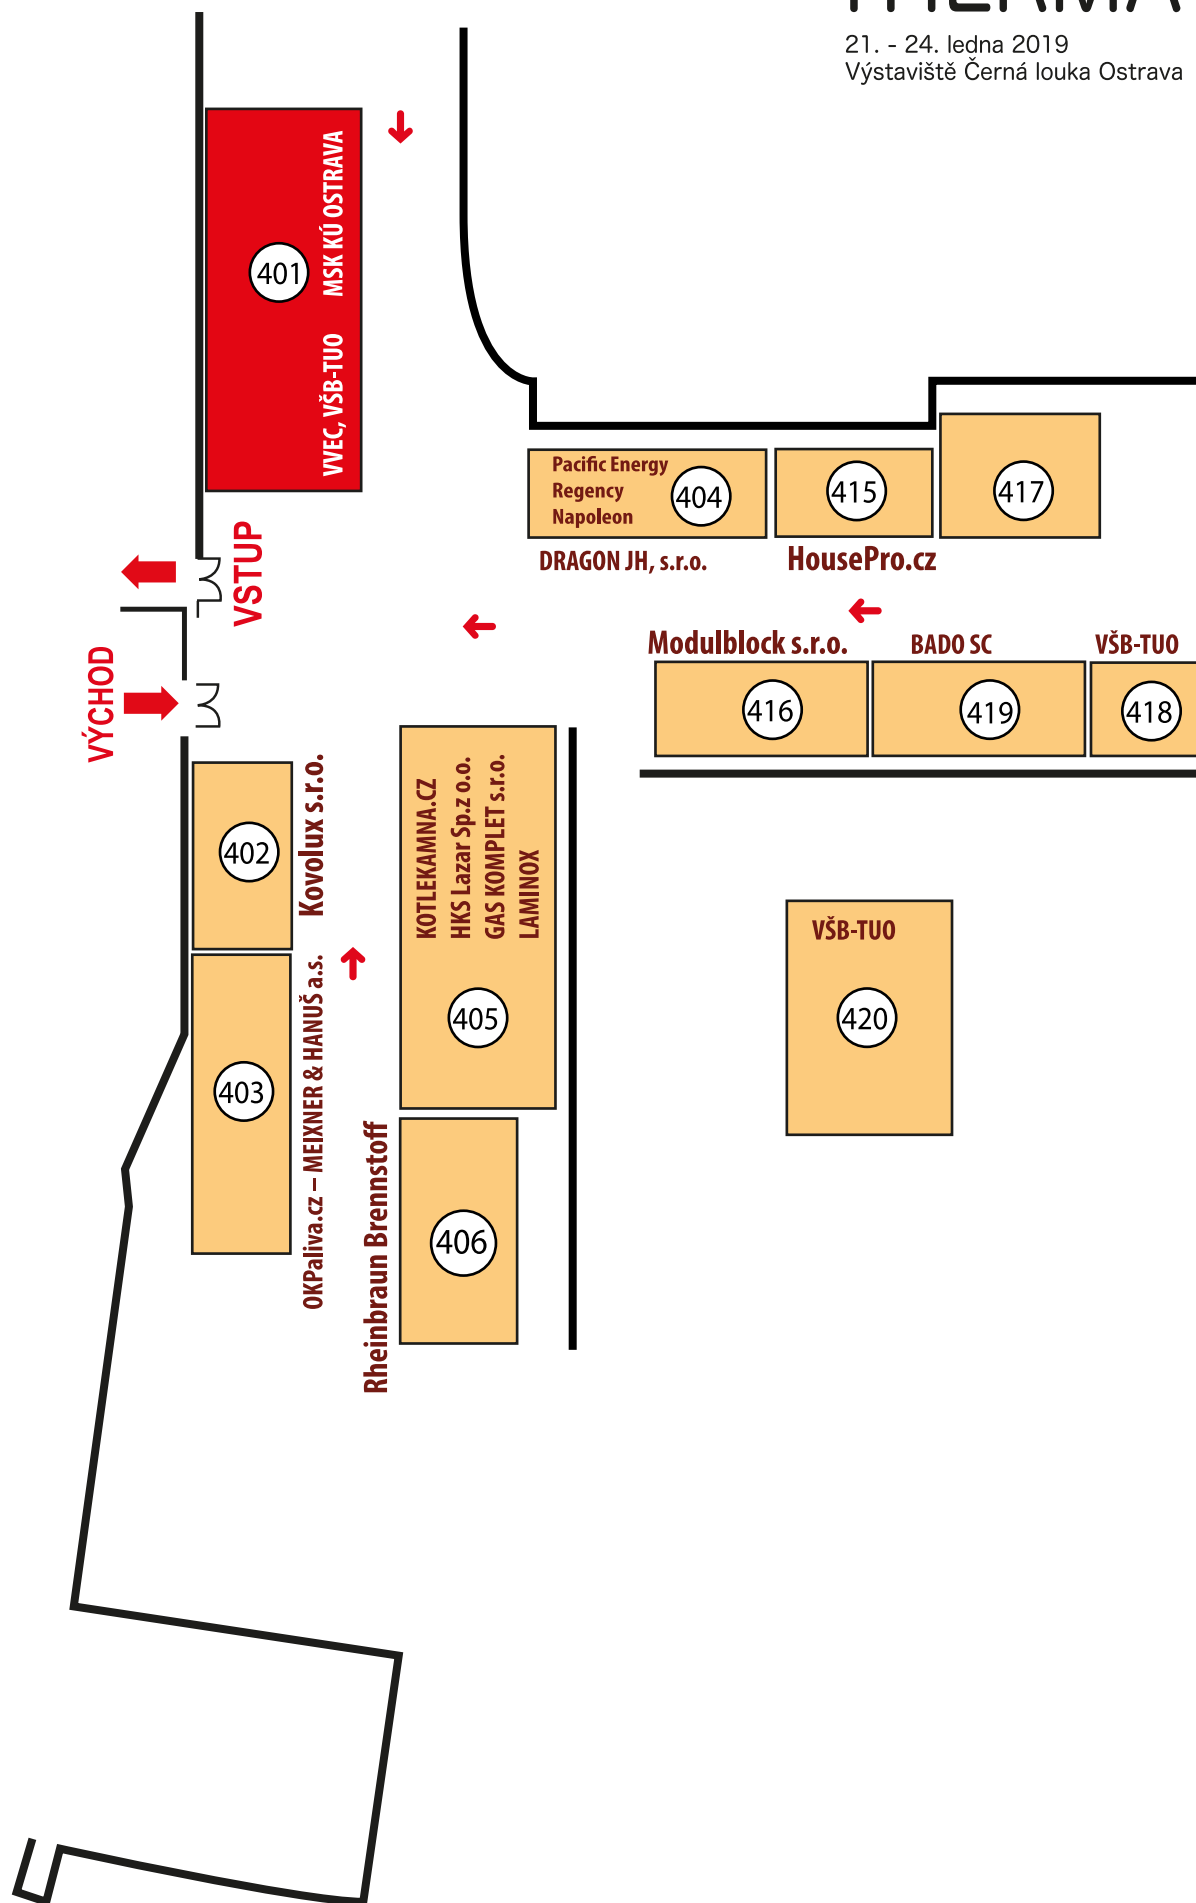 THERMA
21. - 24. ledna 2019
Výstaviště Černá louka Ostrava
401
VVEC, VŠB-TUO
MSK KÚ OSTRAVA
Pacific Energy
Regency
Napoleon
404
DRAGON JH, s.r.o.
415
HousePro.cz
417
VSTUP
VÝCHOD
Modulblock s.r.o.
416
BADO SC
419
VŠB-TUO
418
402
Kovolux s.r.o.
403
OKPaliva.cz – MEIXNER & HANUŠ a.s.
KOTLEKAMNA.CZ
HKS Lazar Sp.z o.o.
GAS KOMPLET s.r.o.
LAMINOX
405
Rheinbraun Brennstoff
406
VŠB-TUO
420